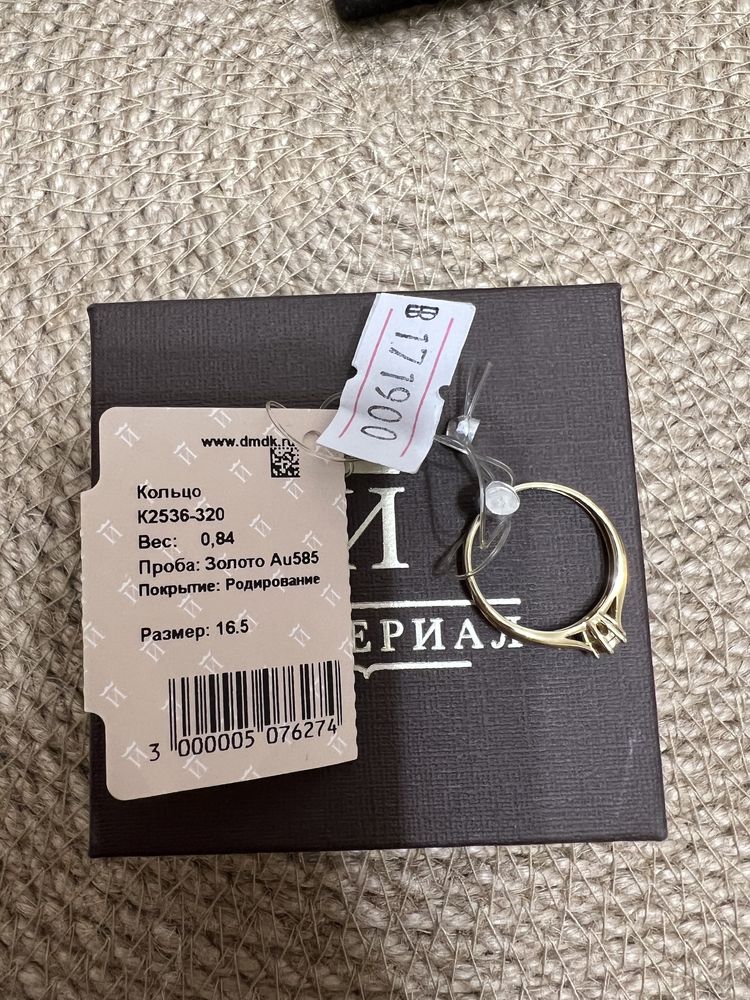 B171900
www.dmdk.ru
Кольцо
К2536-320
Вес: 0,84
Проба: Золото Au585
Покрытие: Родирование
Размер: 16.5
3 000005 076274
И
ЕРИАЛ